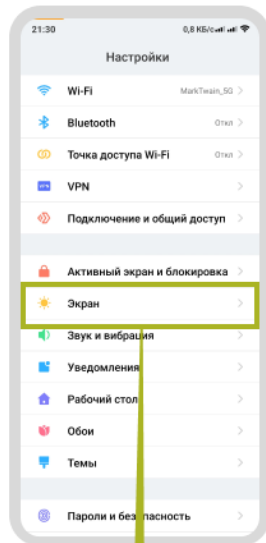 21:30 0,8 КБ/с
Настройки
Wi-Fi MarkTwain_5G
Bluetooth Откл
Точка доступа Wi-Fi Откл
VPN
Подключение и общий доступ
Активный экран и блокировка
Экран
Звук и вибрация
Уведомления
Рабочий стол
Обои
Темы
Пароли и безопасность